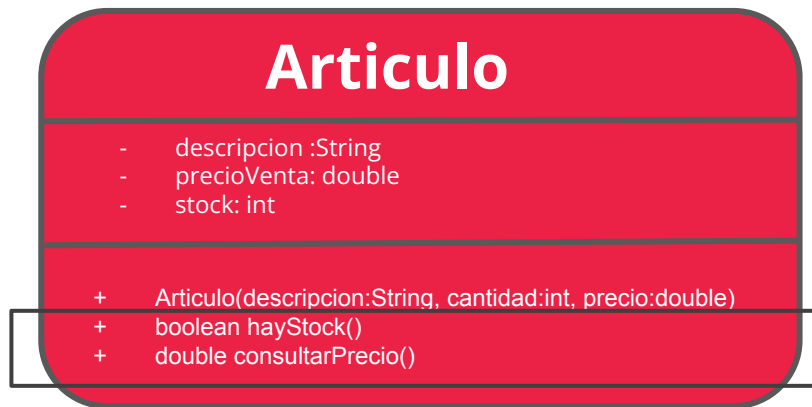 Articulo
- descripcion :String
- precioVenta: double
- stock: int
+ Articulo(descripcion:String, cantidad:int, precio:double)
+ boolean hayStock()
+ double consultarPrecio()